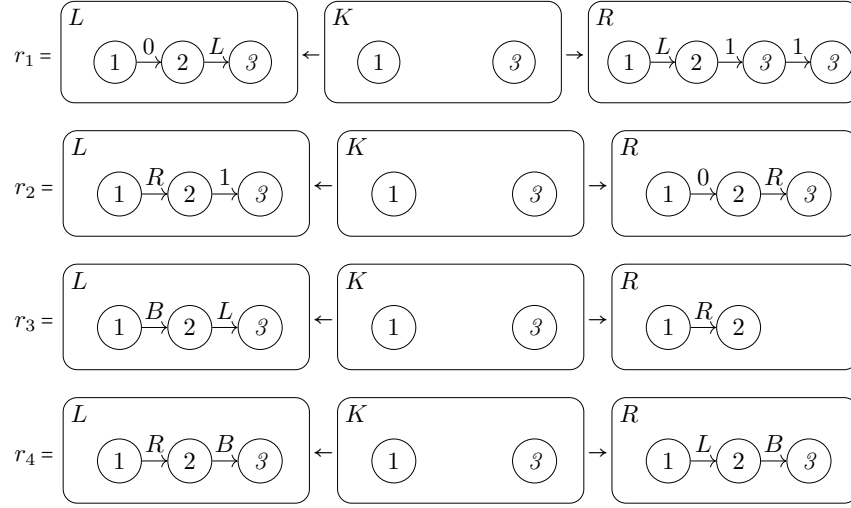 L K R
r₁ = 1 0 2 L 3 ← 1 3 → 1 L 2 1 3 1 3
L K R
r₂ = 1 R 2 1 3 ← 1 3 → 1 0 2 R 3
L K R
r₃ = 1 B 2 L 3 ← 1 3 → 1 R 2
L K R
r₄ = 1 R 2 B 3 ← 1 3 → 1 L 2 B 3